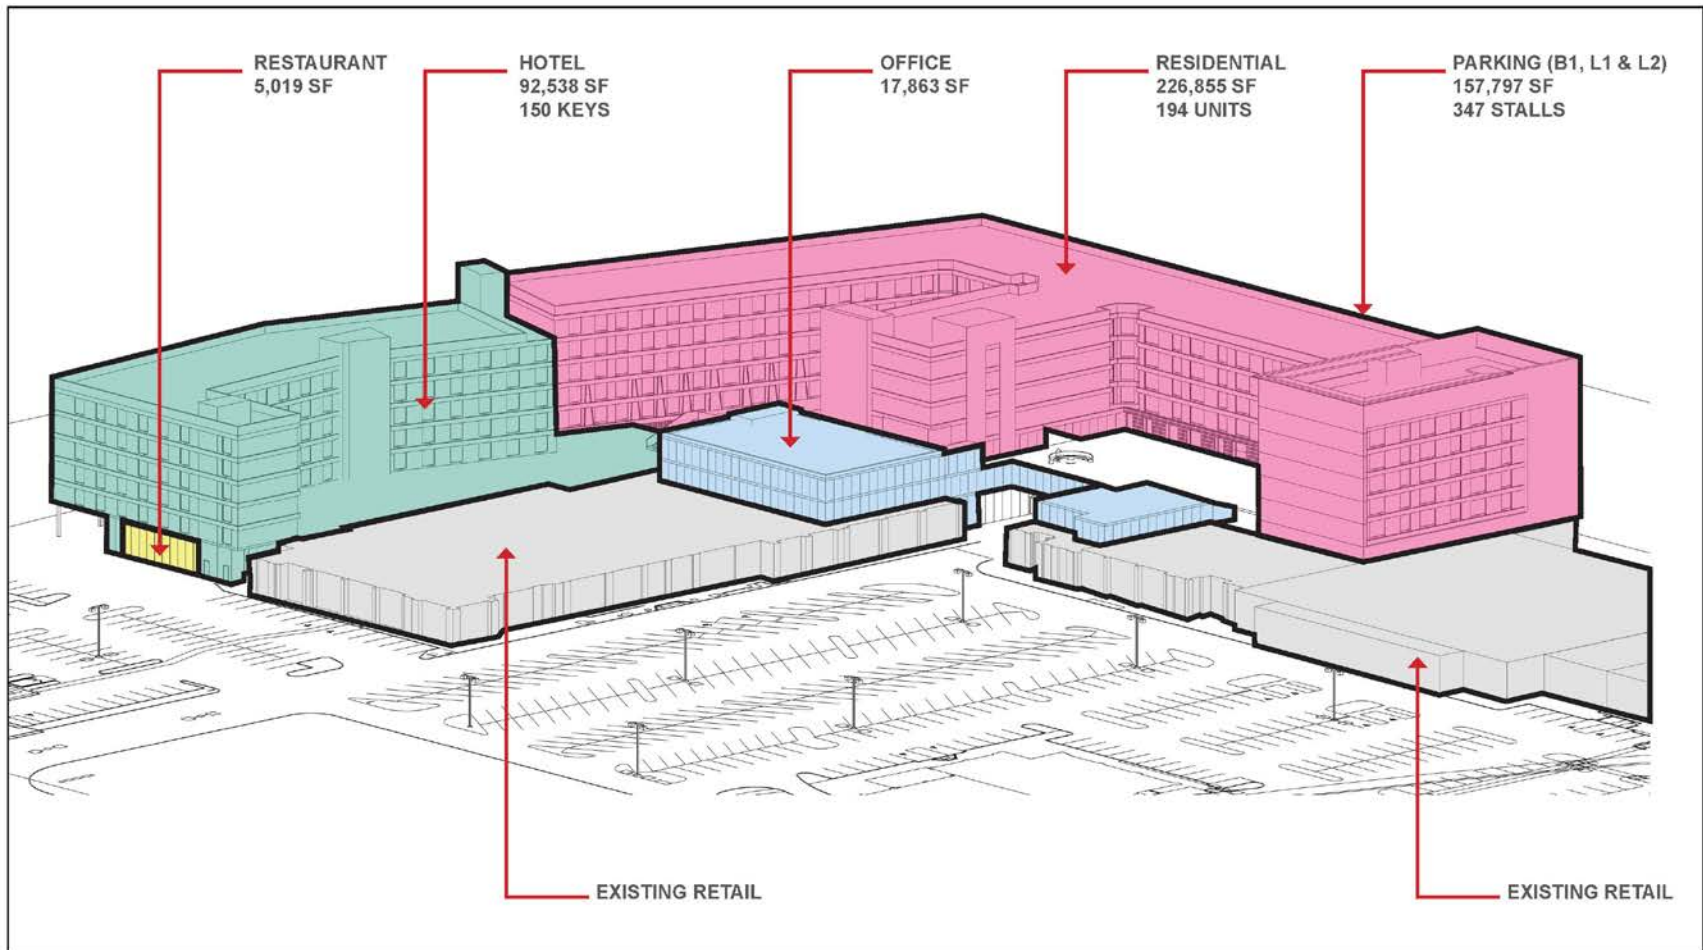 RESTAURANT
5,019 SF
HOTEL
92,538 SF
150 KEYS
OFFICE
17,863 SF
RESIDENTIAL
226,855 SF
194 UNITS
PARKING (B1, L1 & L2)
157,797 SF
347 STALLS
EXISTING RETAIL
EXISTING RETAIL